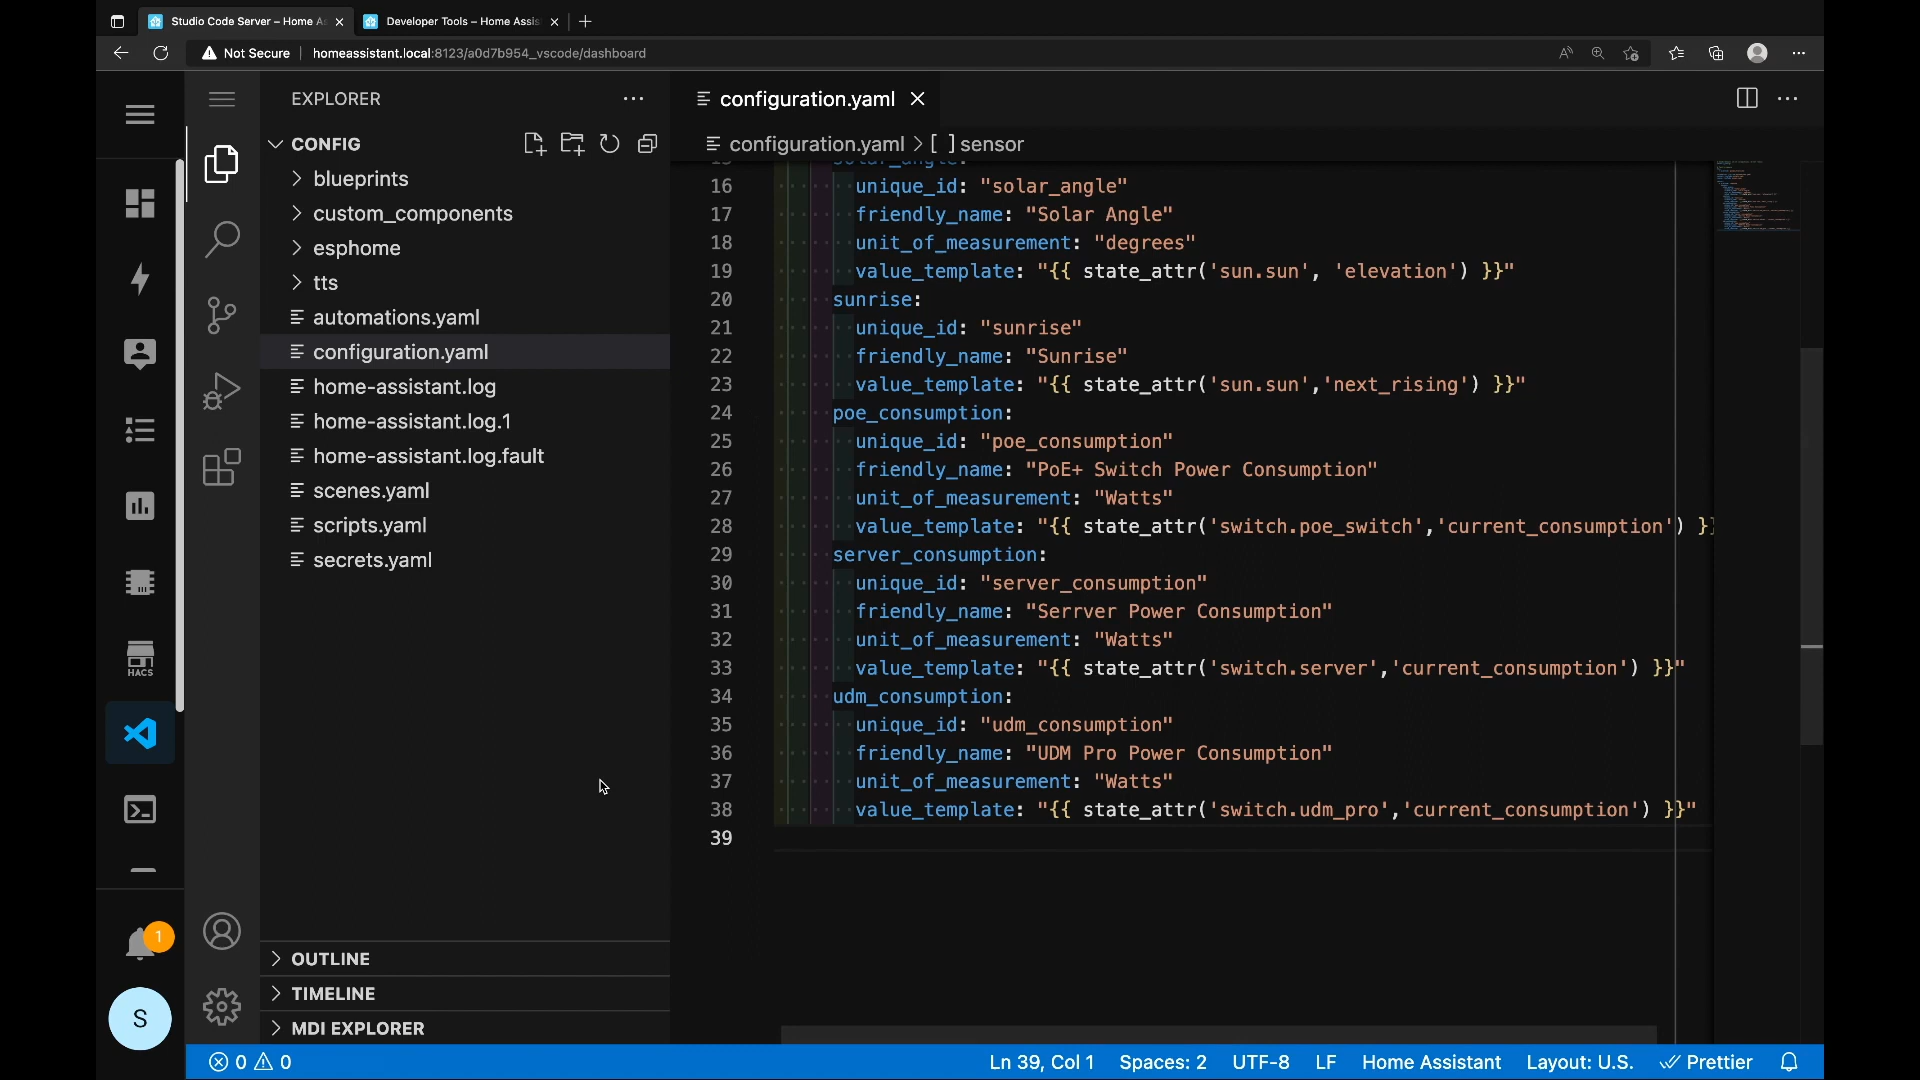 Studio Code Server – Home As
Developer Tools – Home Assis
Not Secure
homeassistant.local:8123/a0d7b954_vscode/dashboard
EXPLORER
configuration.yaml
CONFIG
configuration.yaml > [ ] sensor
blueprints
custom_components
esphome
tts
automations.yaml
configuration.yaml
home-assistant.log
home-assistant.log.1
home-assistant.log.fault
scenes.yaml
scripts.yaml
secrets.yaml
15 solar_angle:
16 unique_id: "solar_angle"
17 friendly_name: "Solar Angle"
18 unit_of_measurement: "degrees"
19 value_template: "{{ state_attr('sun.sun', 'elevation') }}"
20 sunrise:
21 unique_id: "sunrise"
22 friendly_name: "Sunrise"
23 value_template: "{{ state_attr('sun.sun','next_rising') }}"
24 poe_consumption:
25 unique_id: "poe_consumption"
26 friendly_name: "PoE+ Switch Power Consumption"
27 unit_of_measurement: "Watts"
28 value_template: "{{ state_attr('switch.poe_switch','current_consumption') }}
29 server_consumption:
30 unique_id: "server_consumption"
31 friendly_name: "Serrver Power Consumption"
32 unit_of_measurement: "Watts"
33 value_template: "{{ state_attr('switch.server','current_consumption') }}"
34 udm_consumption:
35 unique_id: "udm_consumption"
36 friendly_name: "UDM Pro Power Consumption"
37 unit_of_measurement: "Watts"
38 value_template: "{{ state_attr('switch.udm_pro','current_consumption') }}"
39
HACS
1
S
OUTLINE
TIMELINE
MDI EXPLORER
0 0
Ln 39, Col 1
Spaces: 2
UTF-8
LF
Home Assistant
Layout: U.S.
Prettier